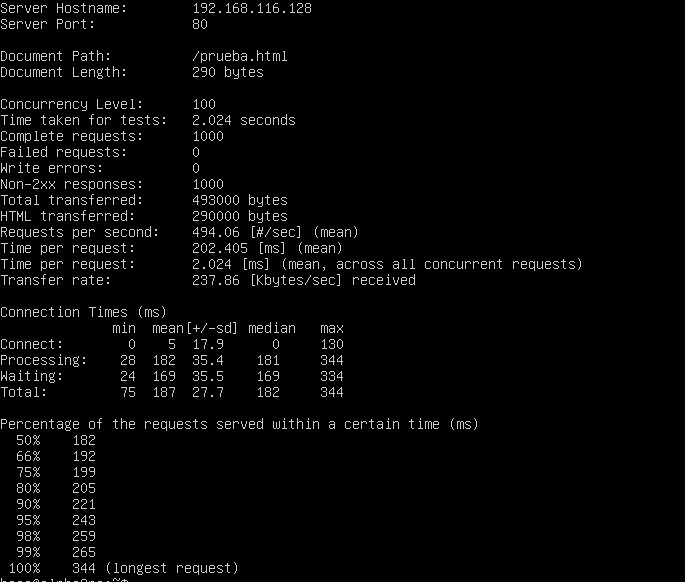 Server Hostname:        192.168.116.128
Server Port:            80
Document Path:          /prueba.html
Document Length:        290 bytes
Concurrency Level:      100
Time taken for tests:   2.024 seconds
Complete requests:      1000
Failed requests:        0
Write errors:           0
Non-2xx responses:      1000
Total transferred:      493000 bytes
HTML transferred:       290000 bytes
Requests per second:    494.06 [#/sec] (mean)
Time per request:       202.405 [ms] (mean)
Time per request:       2.024 [ms] (mean, across all concurrent requests)
Transfer rate:          237.86 [Kbytes/sec] received
Connection Times (ms)
              min  mean[+/-sd] median   max
Connect:        0    5  17.9      0     130
Processing:    28  182  35.4    181     344
Waiting:       24  169  35.5    169     334
Total:         75  187  27.7    182     344
Percentage of the requests served within a certain time (ms)
  50%    182
  66%    192
  75%    199
  80%    205
  90%    221
  95%    243
  98%    259
  99%    265
 100%    344 (longest request)